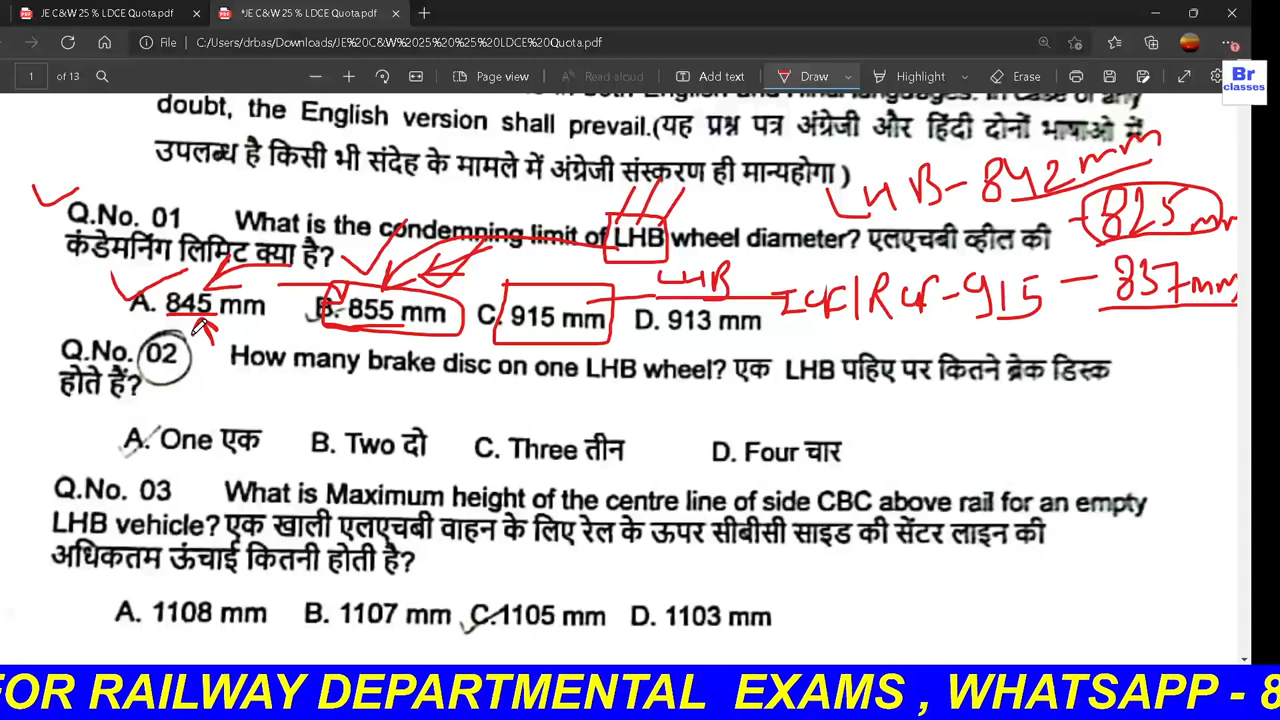 JE C&W 25 % LDCE Quota.pdf
*JE C&W 25 % LDCE Quota.pdf
File
C:/Users/drbas/Downloads/JE%20C&W%2025%20%25%20LDCE%20Quota.pdf
1 of 13
Page view
Read aloud
Add text
Draw
Highlight
Erase
Br
classes
doubt, the English version shall prevail.(यह प्रश्न पत्र अंग्रेजी और हिंदी दोनों भाषाओ में
उपलब्ध है किसी भी संदेह के मामले में अंग्रेजी संस्करण ही मान्यहोगा )
LHB - 842 mm
825 mm
Q.No. 01 What is the condemning limit of LHB wheel diameter? एलएचबी व्हील की
कंडेमनिंग लिमिट क्या है?
LHB
ICF/RCF - 915 - 837 mm
A. 845 mm B. 855 mm C. 915 mm D. 913 mm
Q.No. 02 How many brake disc on one LHB wheel? एक LHB पहिए पर कितने ब्रेक डिस्क
होते हैं?
A. One एक B. Two दो C. Three तीन D. Four चार
Q.No. 03 What is Maximum height of the centre line of side CBC above rail for an empty
LHB vehicle? एक खाली एलएचबी वाहन के लिए रेल के ऊपर सीबीसी साइड की सेंटर लाइन की
अधिकतम ऊंचाई कितनी होती है?
A. 1108 mm B. 1107 mm C. 1105 mm D. 1103 mm
FOR RAILWAY DEPARTMENTAL EXAMS , WHATSAPP - 8